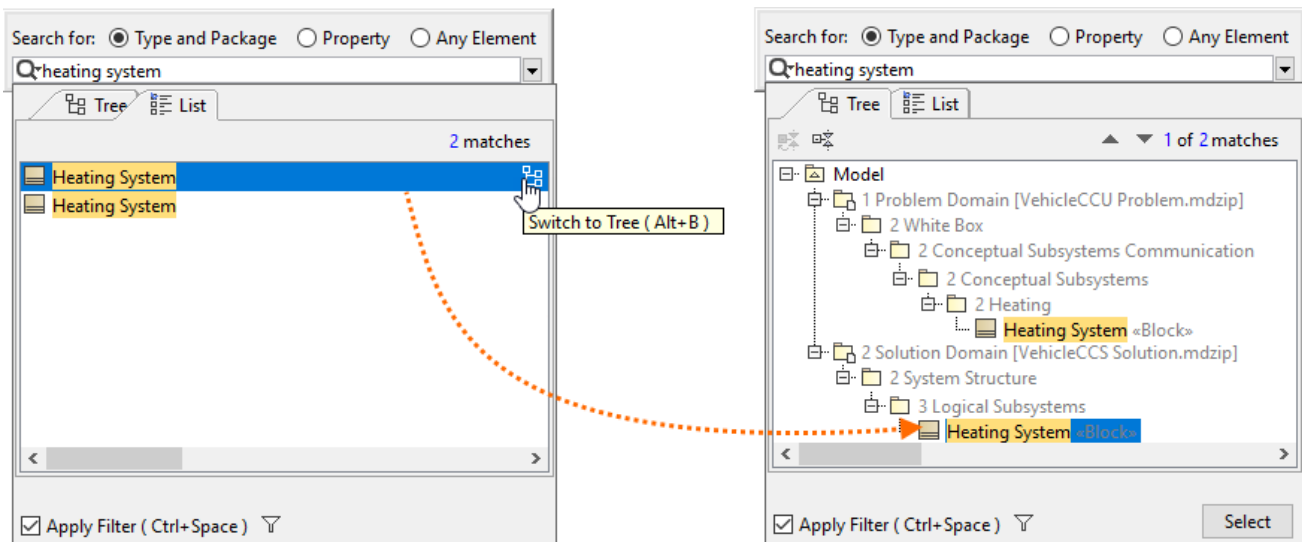 Search for: Type and Package Property Any Element
heating system
Tree List
2 matches
Heating System
Heating System
Switch to Tree ( Alt+B )
Apply Filter ( Ctrl+Space )
Search for: Type and Package Property Any Element
heating system
Tree List
1 of 2 matches
Model
1 Problem Domain [VehicleCCU Problem.mdzip]
2 White Box
2 Conceptual Subsystems Communication
2 Conceptual Subsystems
2 Heating
Heating System «Block»
2 Solution Domain [VehicleCCS Solution.mdzip]
2 System Structure
3 Logical Subsystems
Heating System «Block»
Apply Filter ( Ctrl+Space )
Select